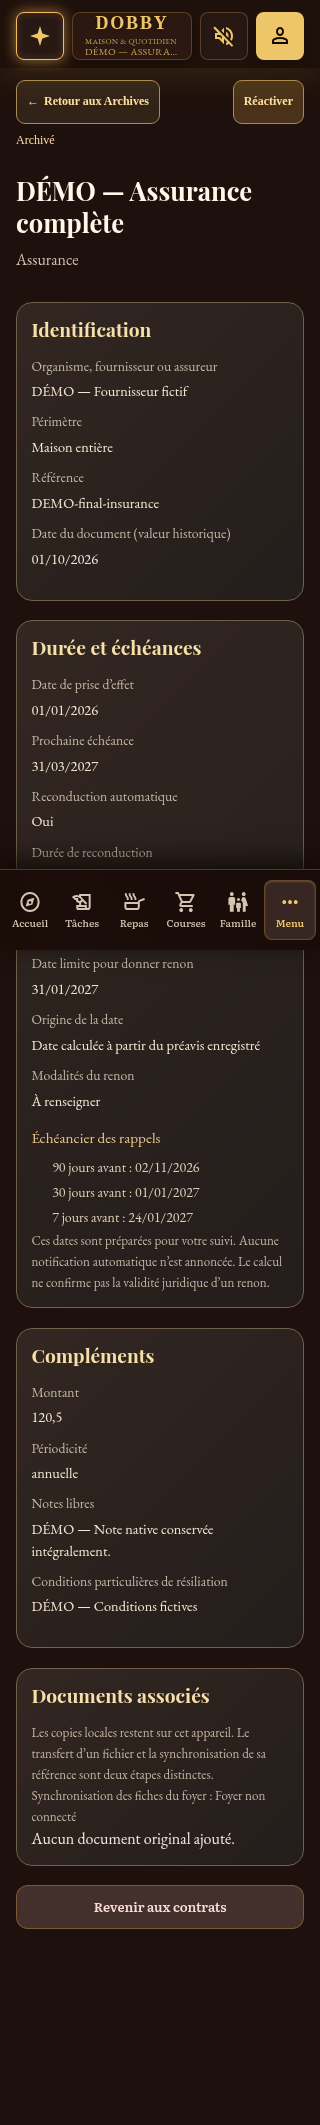 DOBBY
MAISON & QUOTIDIEN
DÉMO — ASSURA…
← Retour aux Archives
Réactiver
Archivé
DÉMO — Assurance
complète
Assurance
Identification
Organisme, fournisseur ou assureur
DÉMO — Fournisseur fictif
Périmètre
Maison entière
Référence
DEMO-final-insurance
Date du document (valeur historique)
01/10/2026
Durée et échéances
Date de prise d’effet
01/01/2026
Prochaine échéance
31/03/2027
Reconduction automatique
Oui
Durée de reconduction
Accueil
Tâches
Repas
Courses
Famille
Menu
Date limite pour donner renon
31/01/2027
Origine de la date
Date calculée à partir du préavis enregistré
Modalités du renon
À renseigner
Échéancier des rappels
90 jours avant : 02/11/2026
30 jours avant : 01/01/2027
7 jours avant : 24/01/2027
Ces dates sont préparées pour votre suivi. Aucune
notification automatique n’est annoncée. Le calcul
ne confirme pas la validité juridique d’un renon.
Compléments
Montant
120,5
Périodicité
annuelle
Notes libres
DÉMO — Note native conservée
intégralement.
Conditions particulières de résiliation
DÉMO — Conditions fictives
Documents associés
Les copies locales restent sur cet appareil. Le
transfert d’un fichier et la synchronisation de sa
référence sont deux étapes distinctes.
Synchronisation des fiches du foyer : Foyer non
connecté
Aucun document original ajouté.
Revenir aux contrats